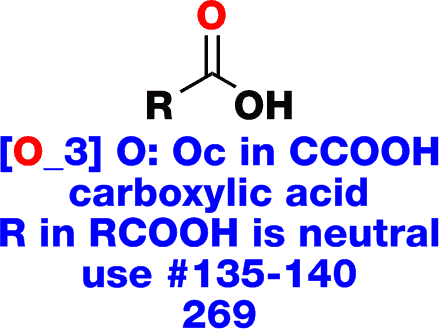 O
R OH
[O_3] O: Oc in CCOOH
carboxylic acid
R in RCOOH is neutral
use #135-140
269